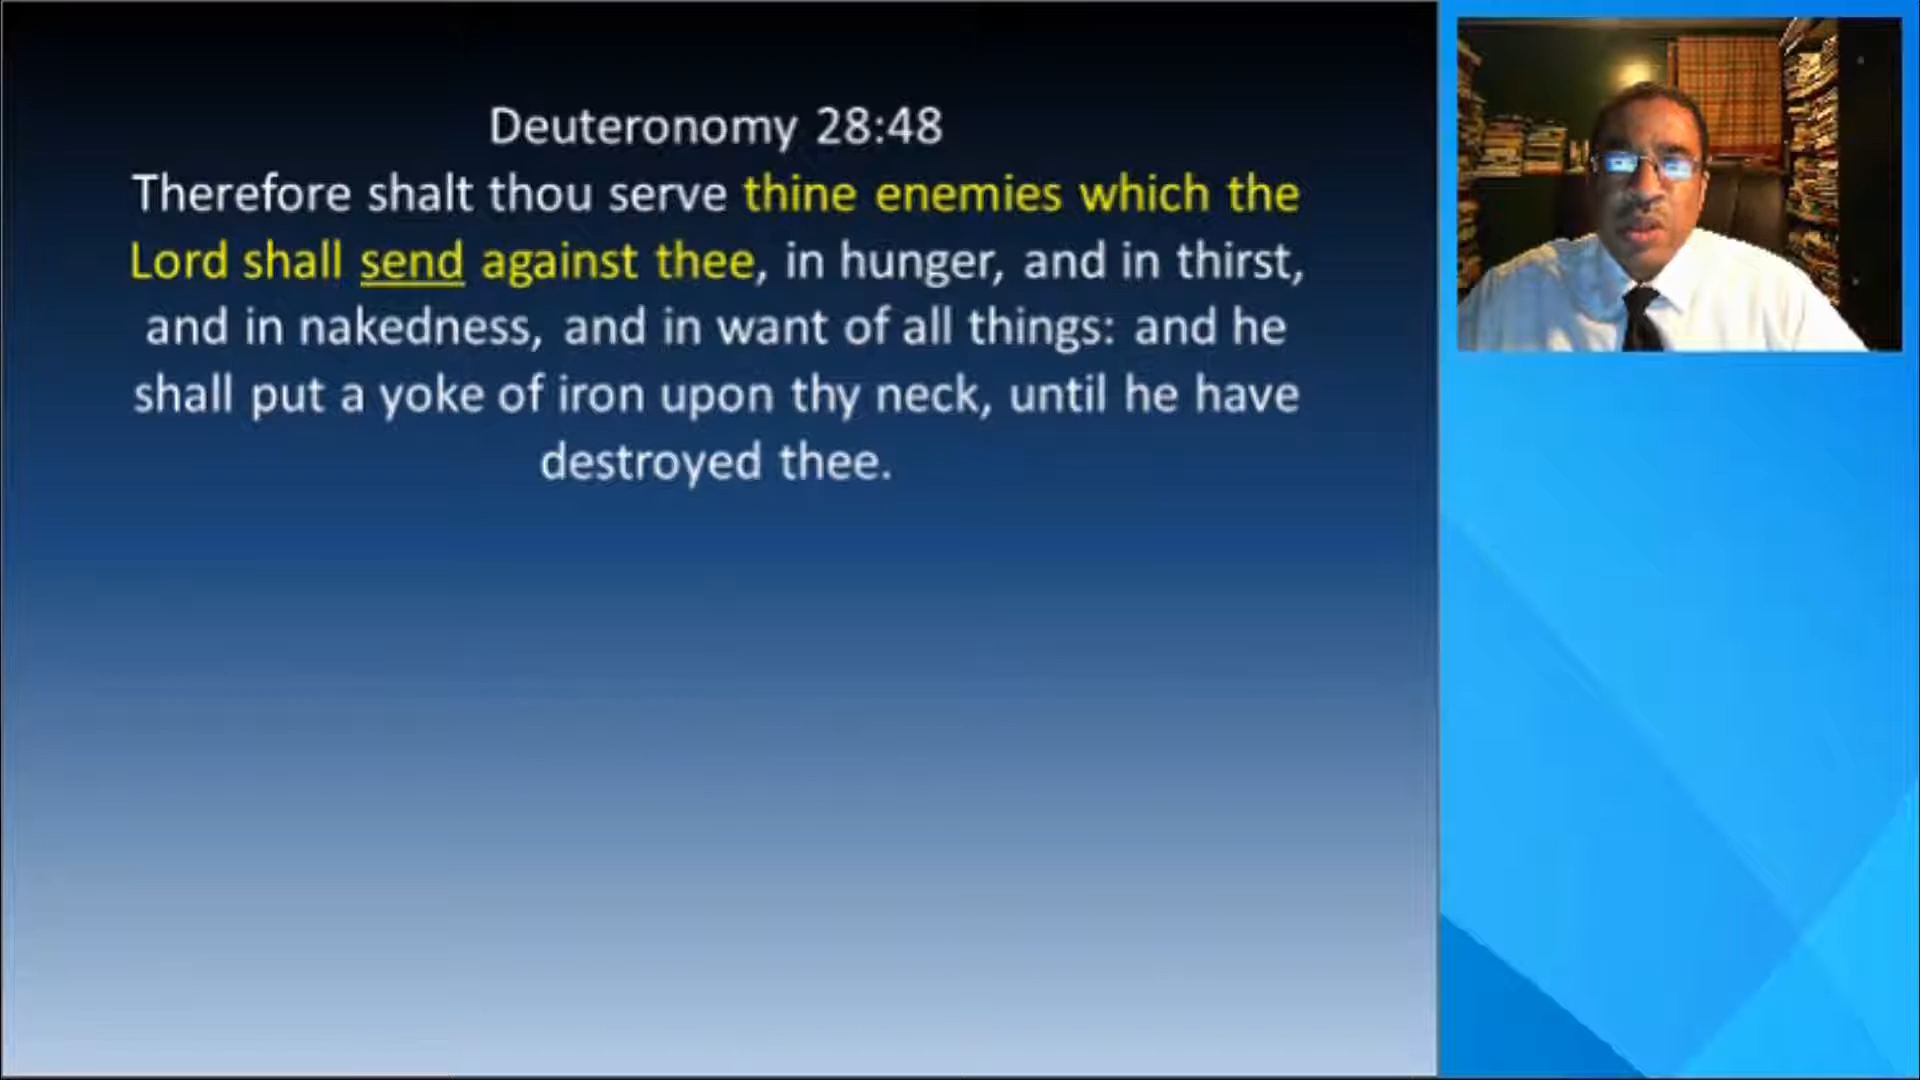 Deuteronomy 28:48
Therefore shalt thou serve thine enemies which the
Lord shall send against thee, in hunger, and in thirst,
and in nakedness, and in want of all things: and he
shall put a yoke of iron upon thy neck, until he have
destroyed thee.